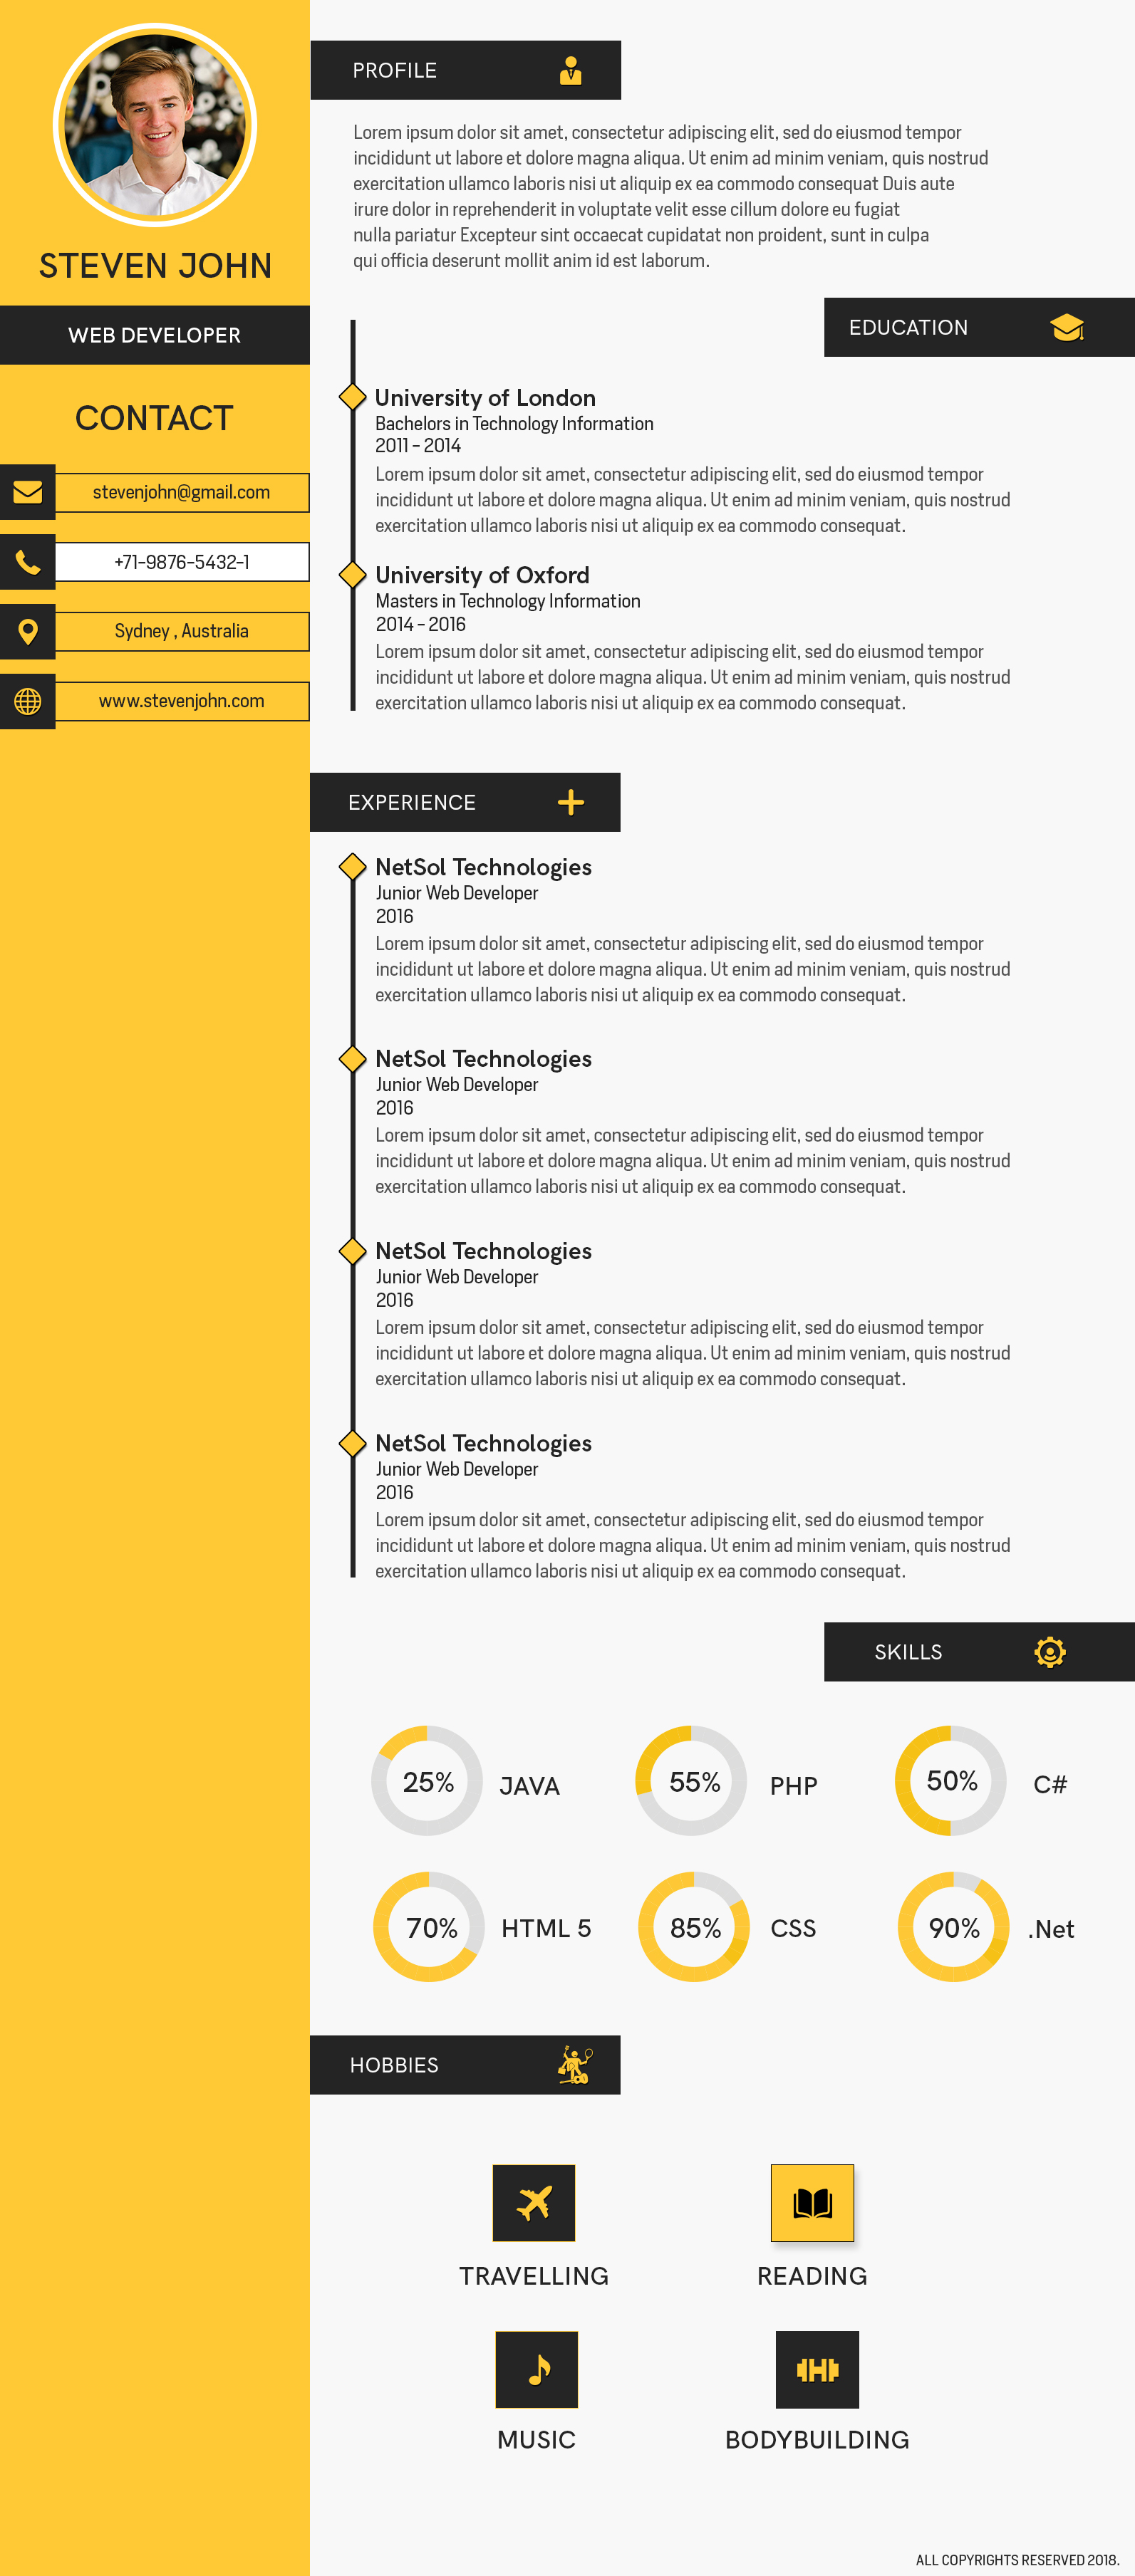 STEVEN JOHN
WEB DEVELOPER
CONTACT
stevenjohn@gmail.com
+71-9876-5432-1
Sydney , Australia
www.stevenjohn.com
PROFILE
Lorem ipsum dolor sit amet, consectetur adipiscing elit, sed do eiusmod tempor
incididunt ut labore et dolore magna aliqua. Ut enim ad minim veniam, quis nostrud
exercitation ullamco laboris nisi ut aliquip ex ea commodo consequat Duis aute
irure dolor in reprehenderit in voluptate velit esse cillum dolore eu fugiat
nulla pariatur Excepteur sint occaecat cupidatat non proident, sunt in culpa
qui officia deserunt mollit anim id est laborum.
EDUCATION
University of London
Bachelors in Technology Information
2011 – 2014
Lorem ipsum dolor sit amet, consectetur adipiscing elit, sed do eiusmod tempor
incididunt ut labore et dolore magna aliqua. Ut enim ad minim veniam, quis nostrud
exercitation ullamco laboris nisi ut aliquip ex ea commodo consequat.
University of Oxford
Masters in Technology Information
2014 – 2016
Lorem ipsum dolor sit amet, consectetur adipiscing elit, sed do eiusmod tempor
incididunt ut labore et dolore magna aliqua. Ut enim ad minim veniam, quis nostrud
exercitation ullamco laboris nisi ut aliquip ex ea commodo consequat.
EXPERIENCE
NetSol Technologies
Junior Web Developer
2016
Lorem ipsum dolor sit amet, consectetur adipiscing elit, sed do eiusmod tempor
incididunt ut labore et dolore magna aliqua. Ut enim ad minim veniam, quis nostrud
exercitation ullamco laboris nisi ut aliquip ex ea commodo consequat.
NetSol Technologies
Junior Web Developer
2016
Lorem ipsum dolor sit amet, consectetur adipiscing elit, sed do eiusmod tempor
incididunt ut labore et dolore magna aliqua. Ut enim ad minim veniam, quis nostrud
exercitation ullamco laboris nisi ut aliquip ex ea commodo consequat.
NetSol Technologies
Junior Web Developer
2016
Lorem ipsum dolor sit amet, consectetur adipiscing elit, sed do eiusmod tempor
incididunt ut labore et dolore magna aliqua. Ut enim ad minim veniam, quis nostrud
exercitation ullamco laboris nisi ut aliquip ex ea commodo consequat.
NetSol Technologies
Junior Web Developer
2016
Lorem ipsum dolor sit amet, consectetur adipiscing elit, sed do eiusmod tempor
incididunt ut labore et dolore magna aliqua. Ut enim ad minim veniam, quis nostrud
exercitation ullamco laboris nisi ut aliquip ex ea commodo consequat.
SKILLS
25% JAVA 55% PHP 50% C#
70% HTML 5 85% CSS 90% .Net
HOBBIES
TRAVELLING READING
MUSIC BODYBUILDING
ALL COPYRIGHTS RESERVED 2018.